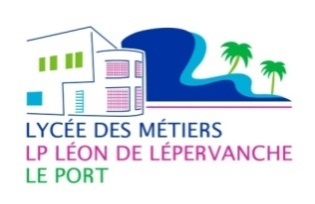 LYCÉE DES MÉTIERS
LP LÉON DE LÉPERVANCHE
LE PORT